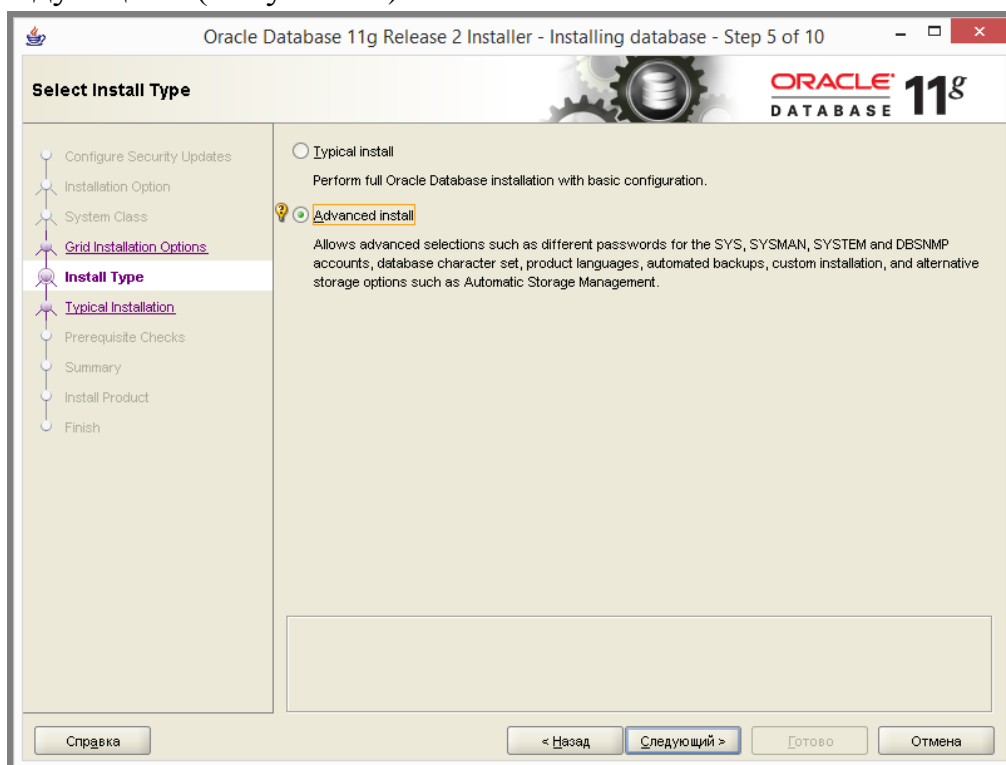 Oracle Database 11g Release 2 Installer - Installing database - Step 5 of 10
Select Install Type
ORACLE 11g
DATABASE
Configure Security Updates
Installation Option
System Class
Grid Installation Options
Install Type
Typical Installation
Prerequisite Checks
Summary
Install Product
Finish
Typical install
Perform full Oracle Database installation with basic configuration.
Advanced install
Allows advanced selections such as different passwords for the SYS, SYSMAN, SYSTEM and DBSNMP
accounts, database character set, product languages, automated backups, custom installation, and alternative
storage options such as Automatic Storage Management.
Справка
< Назад
Следующий >
Готово
Отмена